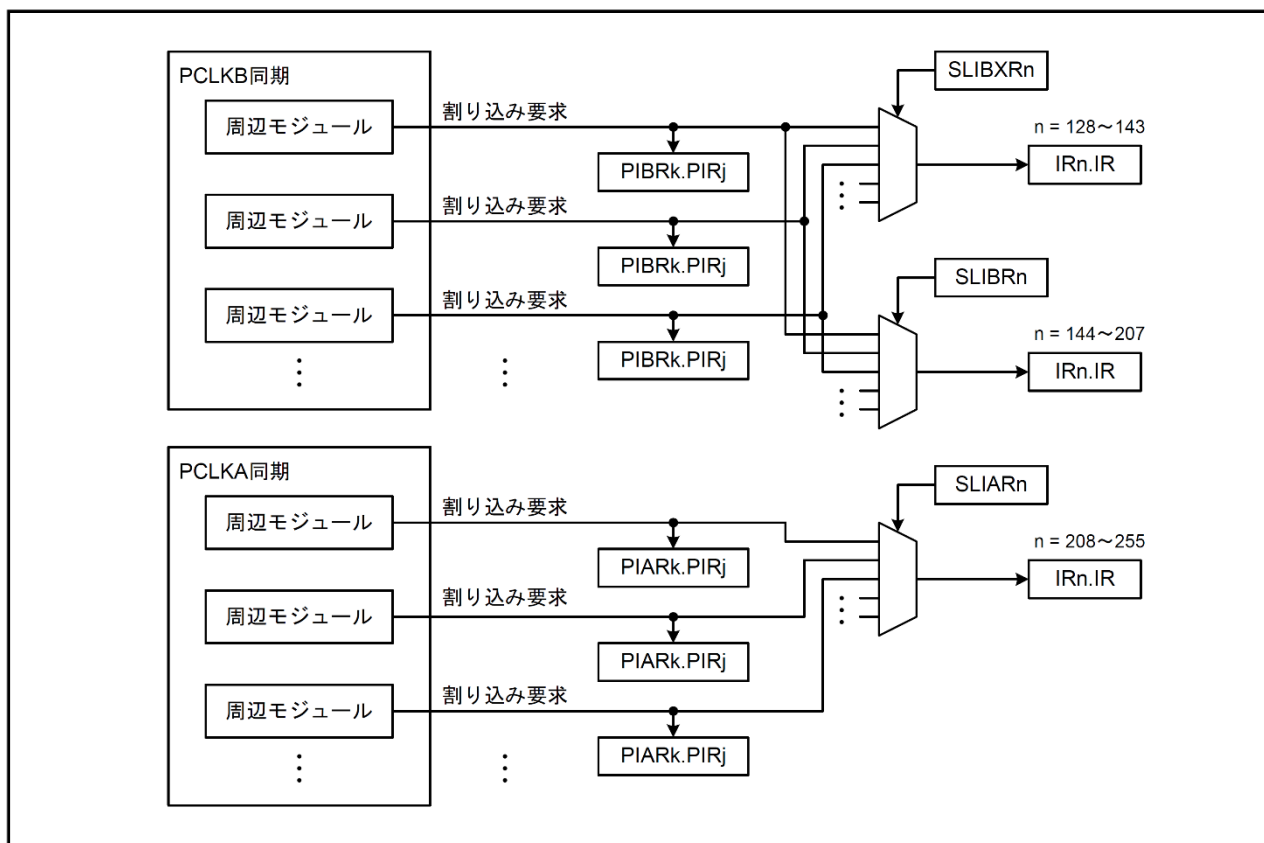 PCLKB同期
周辺モジュール
割り込み要求
PIBRk.PIRj
周辺モジュール
割り込み要求
PIBRk.PIRj
周辺モジュール
割り込み要求
PIBRk.PIRj
SLIBXRn
n = 128～143
IRn.IR
SLIBRn
n = 144～207
IRn.IR
PCLKA同期
周辺モジュール
割り込み要求
PIARk.PIRj
周辺モジュール
割り込み要求
PIARk.PIRj
周辺モジュール
割り込み要求
PIARk.PIRj
SLIARn
n = 208～255
IRn.IR